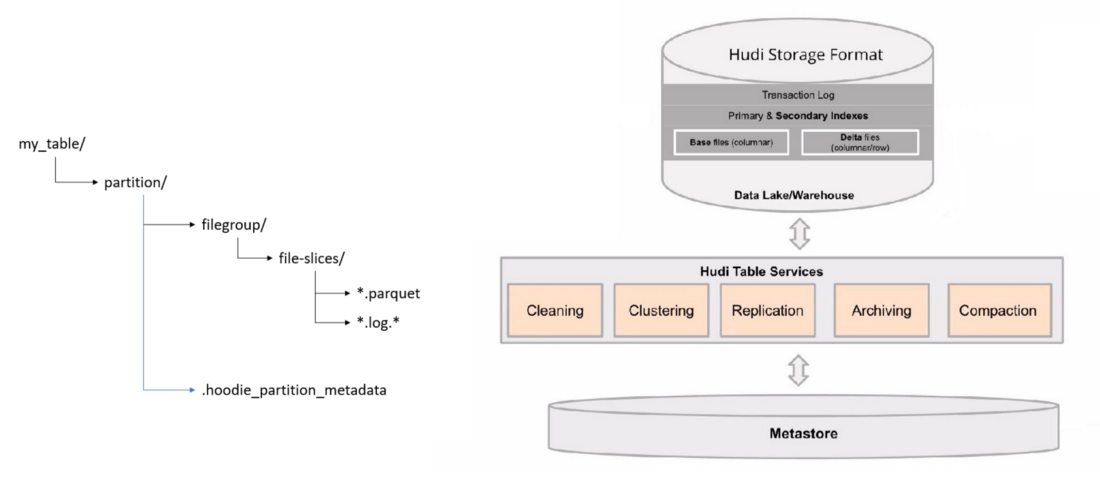 my_table/
partition/
filegroup/
file-slices/
*.parquet
*.log.*
.hoodie_partition_metadata
Hudi Storage Format
Transaction Log
Primary & Secondary Indexes
Base files (columnar)
Delta files
(columnar/row)
Data Lake/Warehouse
Hudi Table Services
Cleaning
Clustering
Replication
Archiving
Compaction
Metastore